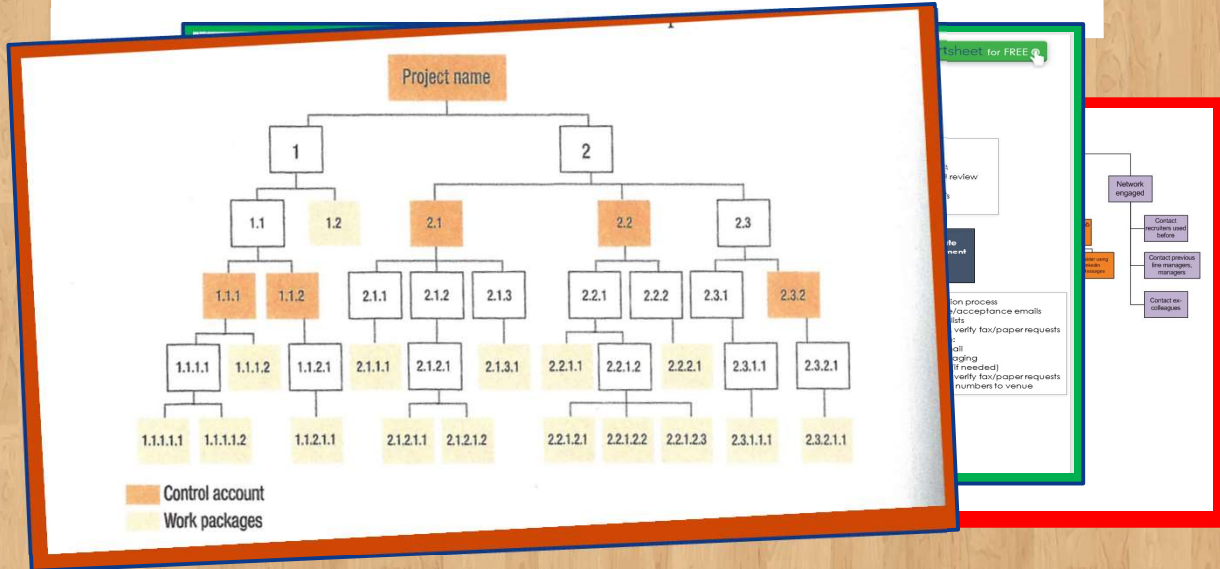 Project name
1 2
1.1 1.2 2.1 2.2 2.3
1.1.1 1.1.2 2.1.1 2.1.2 2.1.3 2.2.1 2.2.2 2.3.1 2.3.2
1.1.1.1 1.1.1.2 1.1.2.1 2.1.1.1 2.1.2.1 2.1.3.1 2.2.1.1 2.2.1.2 2.2.2.1 2.3.1.1 2.3.2.1
1.1.1.1.1 1.1.1.1.2 1.1.2.1.1 2.1.2.1.1 2.1.2.1.2 2.2.1.2.1 2.2.1.2.2 2.2.1.2.3 2.3.1.1.1 2.3.2.1.1
Control account
Work packages
for FREE
review
process
/acceptance emails
verify fax/paper requests
if needed)
verify fax/paper requests
numbers to venue
Network
engaged
Contact
recruiters used
before
Contact previous
line managers,
managers
Contact ex-
colleagues
using